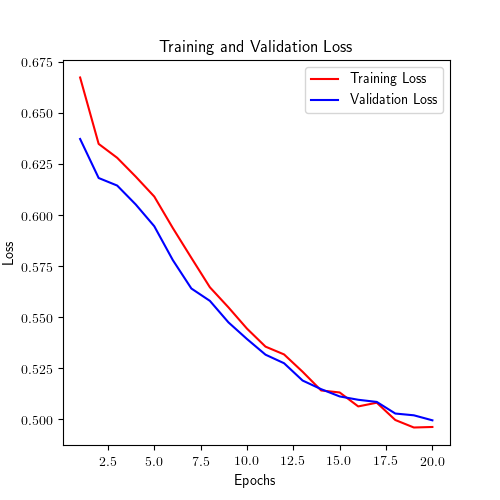 Training and Validation Loss
Training Loss
Validation Loss
0.675
0.650
0.625
0.600
0.575
0.550
0.525
0.500
Loss
2.5 5.0 7.5 10.0 12.5 15.0 17.5 20.0
Epochs